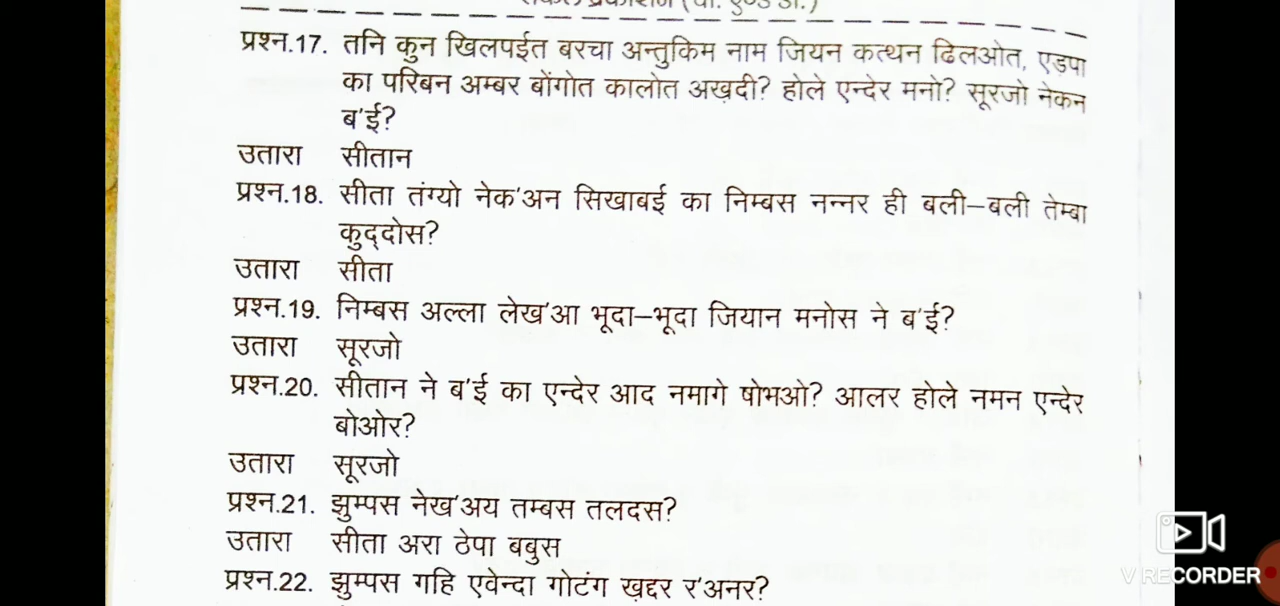 प्रश्न.17. तनि कुन खिलपईत बरचा अन्तुकिम नाम जियन कत्थन ढिलओत, एड़पा
का परिबन अम्बर बोंगोत कालोत अख़दी? होले एन्देर मनो? सूरजो नेकन
ब'ई?
उतारा सीतान
प्रश्न.18. सीता तंग्यो नेक'अन सिखाबई का निम्बस नन्नर ही बली–बली तेम्बा
कुद्दोस?
उतारा सीता
प्रश्न.19. निम्बस अल्ला लेख'आ भूदा–भूदा जियान मनोस ने ब'ई?
उतारा सूरजो
प्रश्न.20. सीतान ने ब'ई का एन्देर आद नमागे षोभओ? आलर होले नमन एन्देर
बोओर?
उतारा सूरजो
प्रश्न.21. झुम्पस नेख'अय तम्बस तलदस?
उतारा सीता अरा ठेपा बबुस
प्रश्न.22. झुम्पस गहि एवेन्दा गोटंग ख़द्दर र'अनर?
V RECORDER